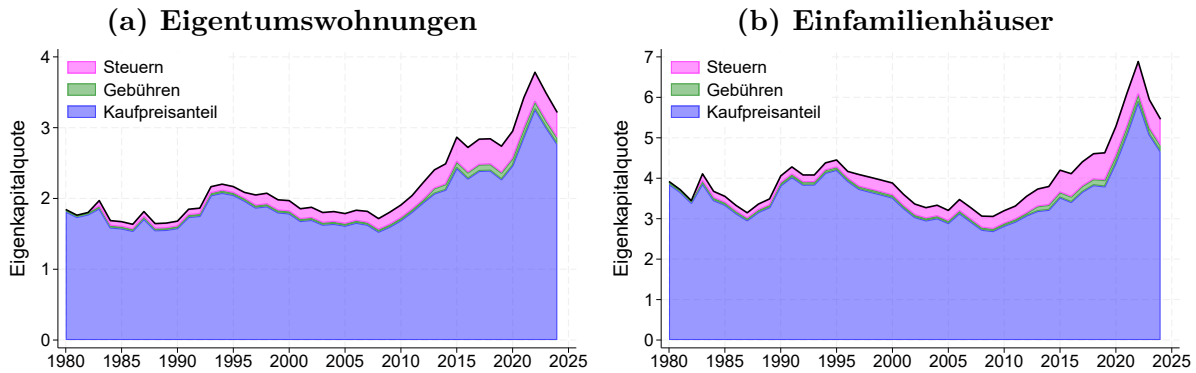 (a) Eigentumswohnungen
Eigenkapitalquote
4
3
2
1
0
Steuern
Gebühren
Kaufpreisanteil
1980 1985 1990 1995 2000 2005 2010 2015 2020 2025
(b) Einfamilienhäuser
Eigenkapitalquote
7
6
5
4
3
2
1
0
Steuern
Gebühren
Kaufpreisanteil
1980 1985 1990 1995 2000 2005 2010 2015 2020 2025